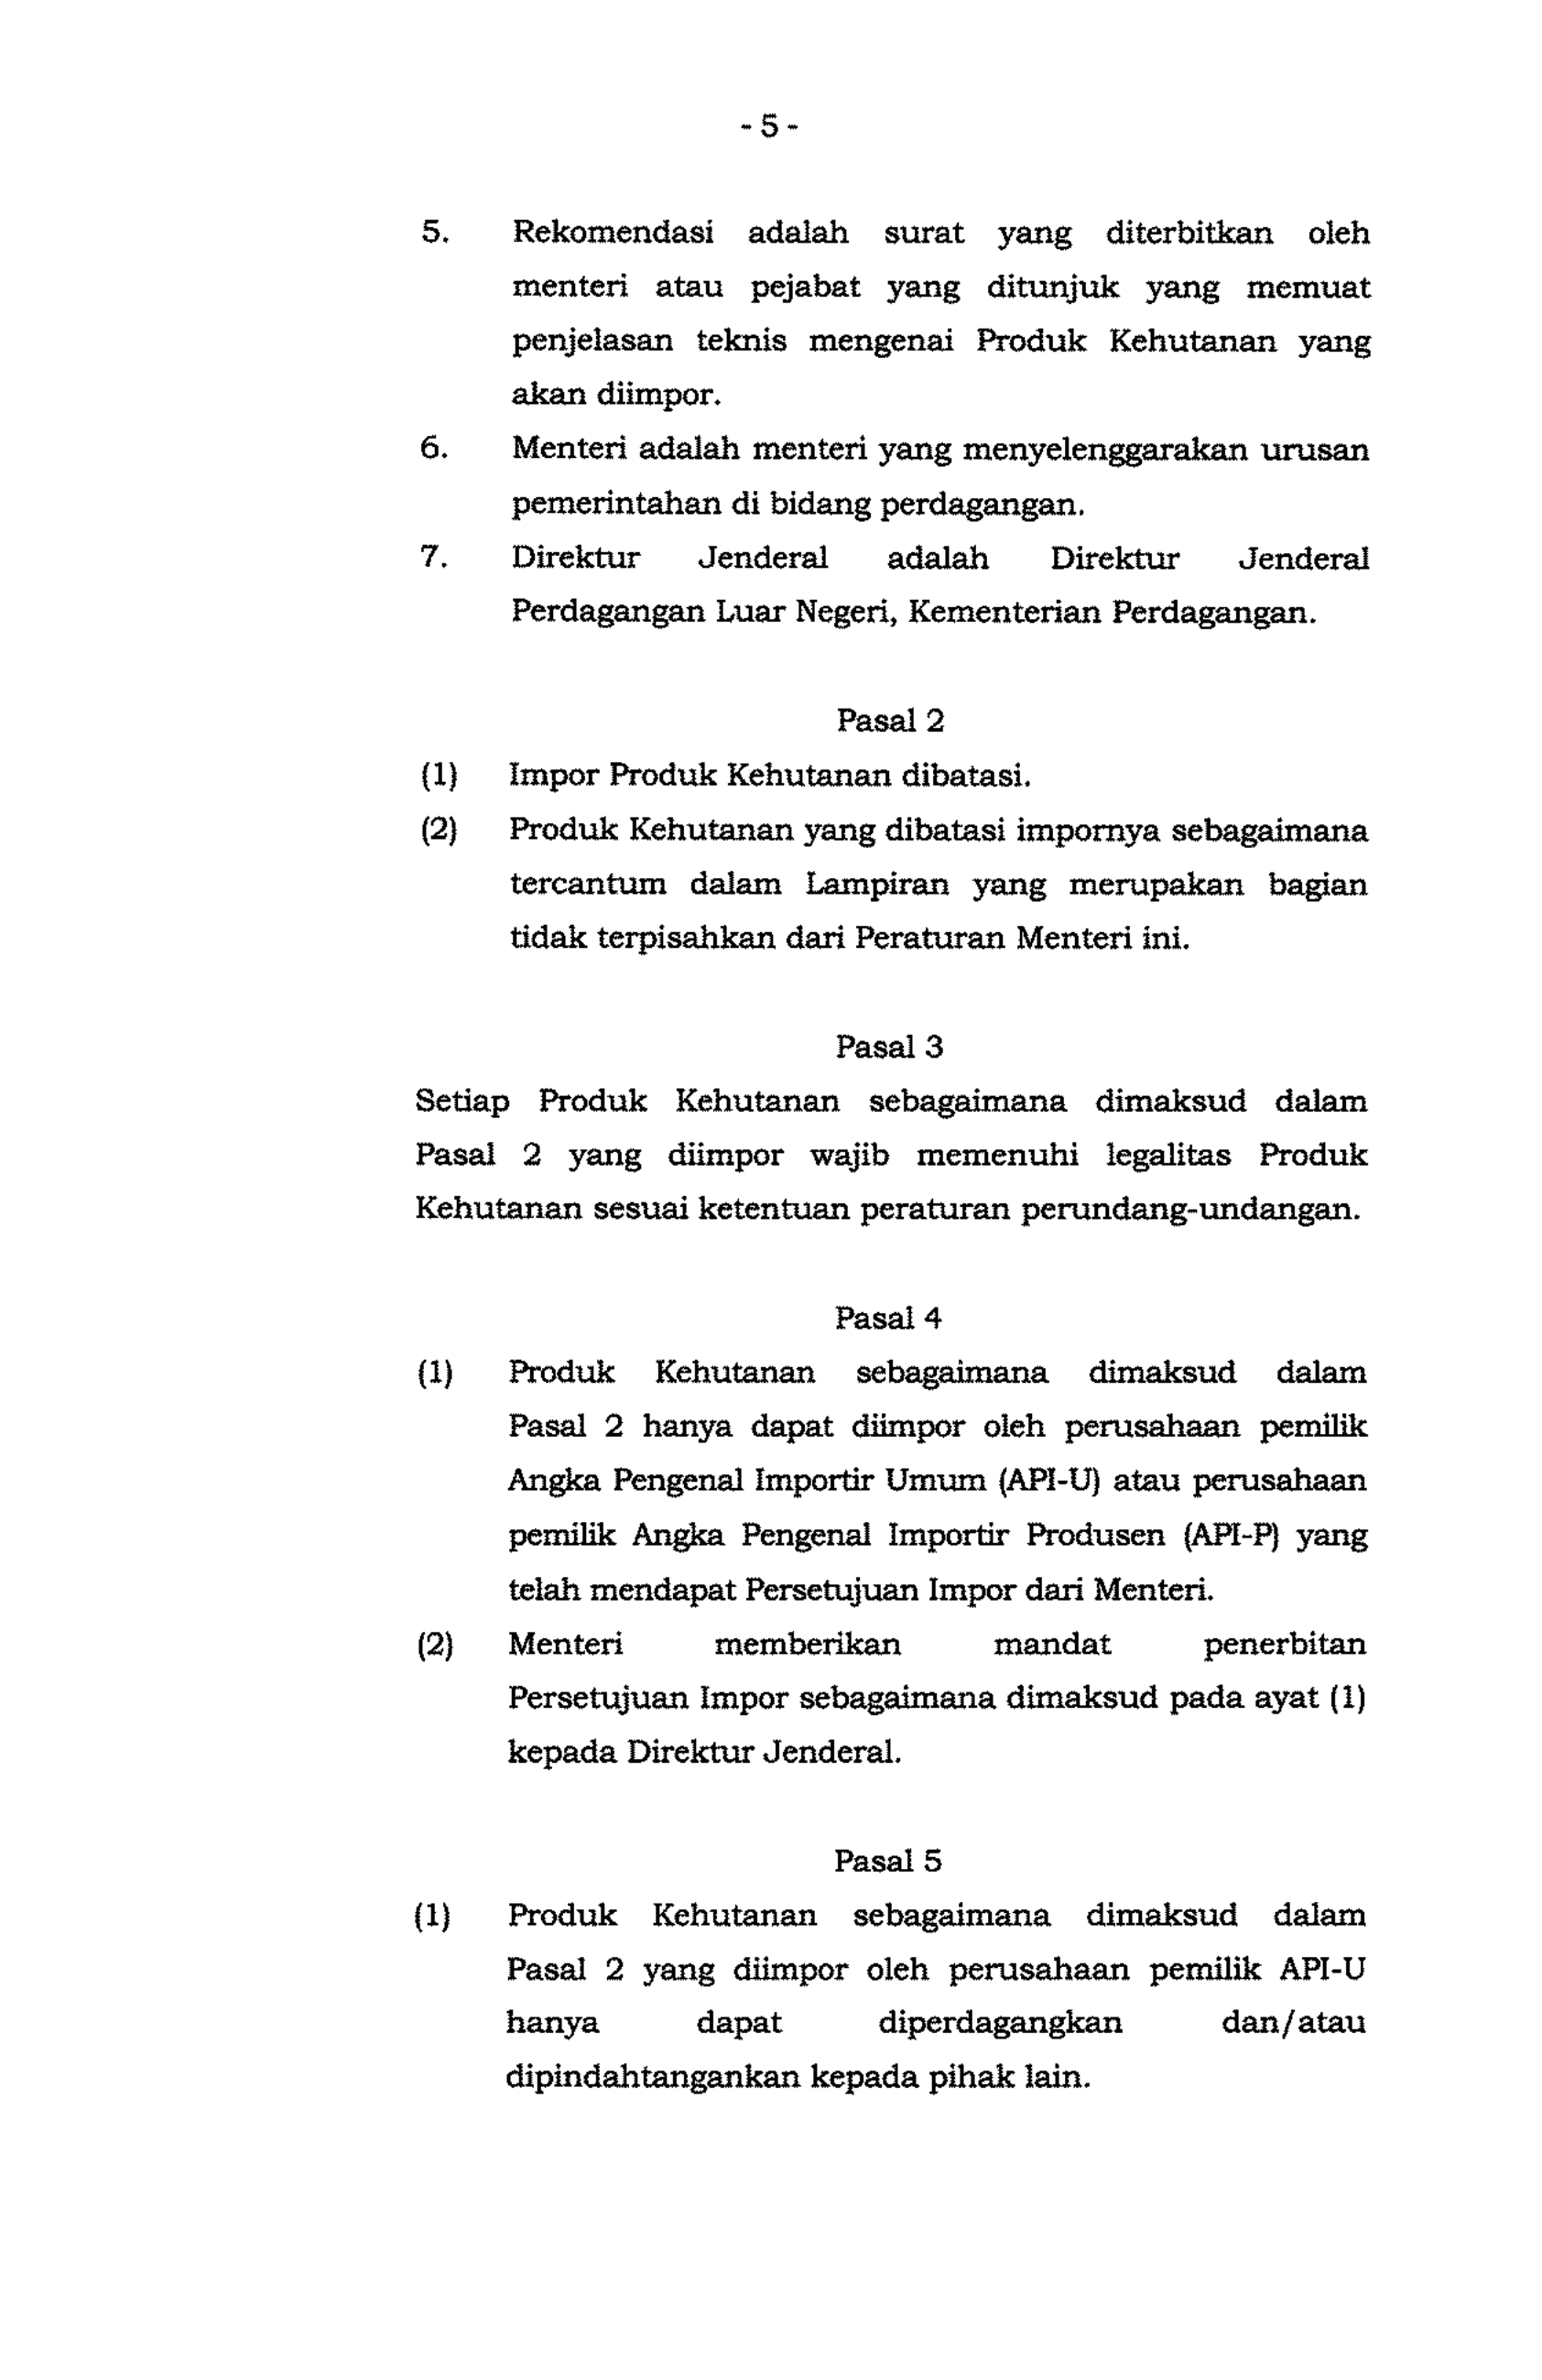 - 5 -
5. Rekomendasi adalah surat yang diterbitkan oleh
menteri atau pejabat yang ditunjuk yang memuat
penjelasan teknis mengenai Produk Kehutanan yang
akan diimpor.
6. Menteri adalah menteri yang menyelenggarakan urusan
pemerintahan di bidang perdagangan.
7. Direktur Jenderal adalah Direktur Jenderal
Perdagangan Luar Negeri, Kementerian Perdagangan.
Pasal 2
(1) Impor Produk Kehutanan dibatasi.
(2) Produk Kehutanan yang dibatasi impornya sebagaimana
tercantum dalam Lampiran yang merupakan bagian
tidak terpisahkan dari Peraturan Menteri ini.
Pasal 3
Setiap Produk Kehutanan sebagaimana dimaksud dalam
Pasal 2 yang diimpor wajib memenuhi legalitas Produk
Kehutanan sesuai ketentuan peraturan perundang-undangan.
Pasal 4
(1) Produk Kehutanan sebagaimana dimaksud dalam
Pasal 2 hanya dapat diimpor oleh perusahaan pemilik
Angka Pengenal Importir Umum (API-U) atau perusahaan
pemilik Angka Pengenal Importir Produsen (API-P) yang
telah mendapat Persetujuan Impor dari Menteri.
(2) Menteri memberikan mandat penerbitan
Persetujuan Impor sebagaimana dimaksud pada ayat (1)
kepada Direktur Jenderal.
Pasal 5
(1) Produk Kehutanan sebagaimana dimaksud dalam
Pasal 2 yang diimpor oleh perusahaan pemilik API-U
hanya dapat diperdagangkan dan/atau
dipindahtangankan kepada pihak lain.